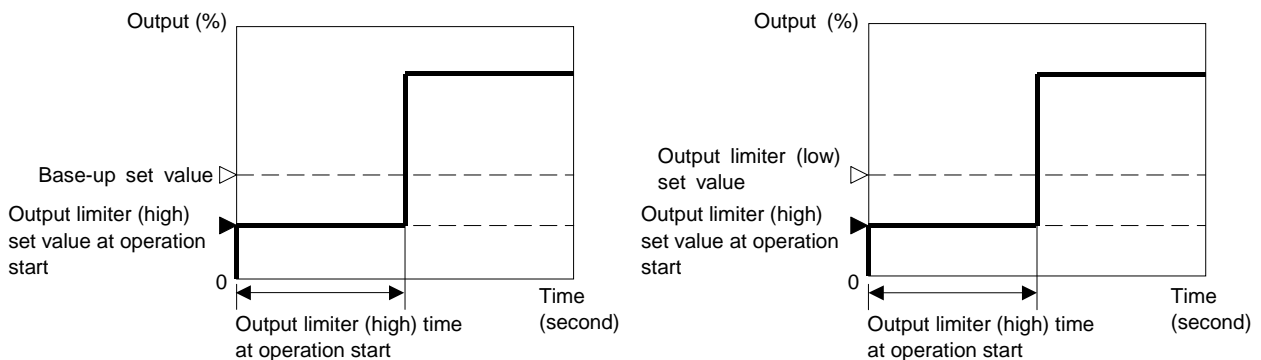 Output (%)
Base-up set value
Output limiter (high)
set value at operation
start
0
Time
(second)
Output limiter (high) time
at operation start
Output (%)
Output limiter (low)
set value
Output limiter (high)
set value at operation
start
0
Time
(second)
Output limiter (high) time
at operation start